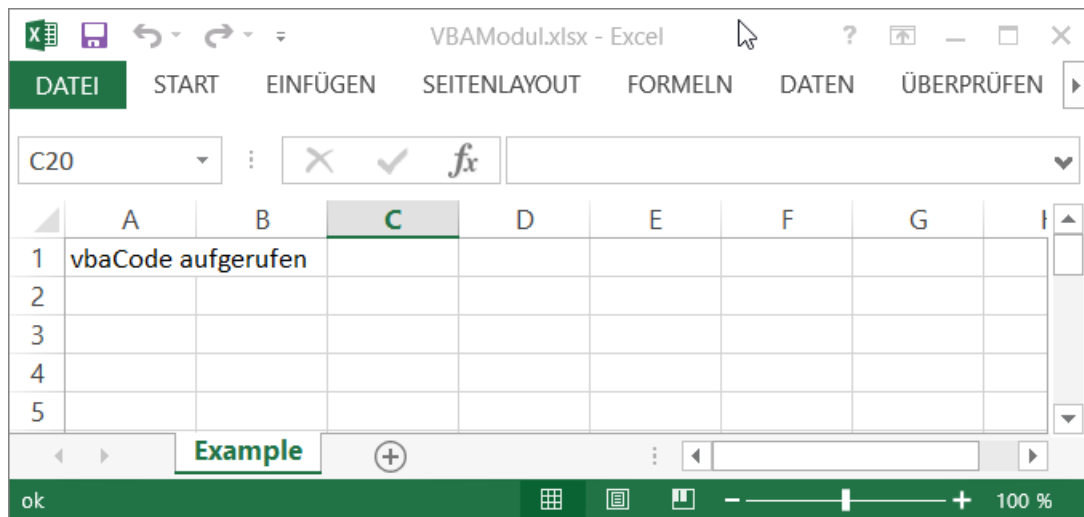 VBAModul.xlsx - Excel
DATEI START EINFÜGEN SEITENLAYOUT FORMELN DATEN ÜBERPRÜFEN
C20 fx
A B C D E F G
1 vbaCode aufgerufen
2
3
4
5
Example
ok 100 %